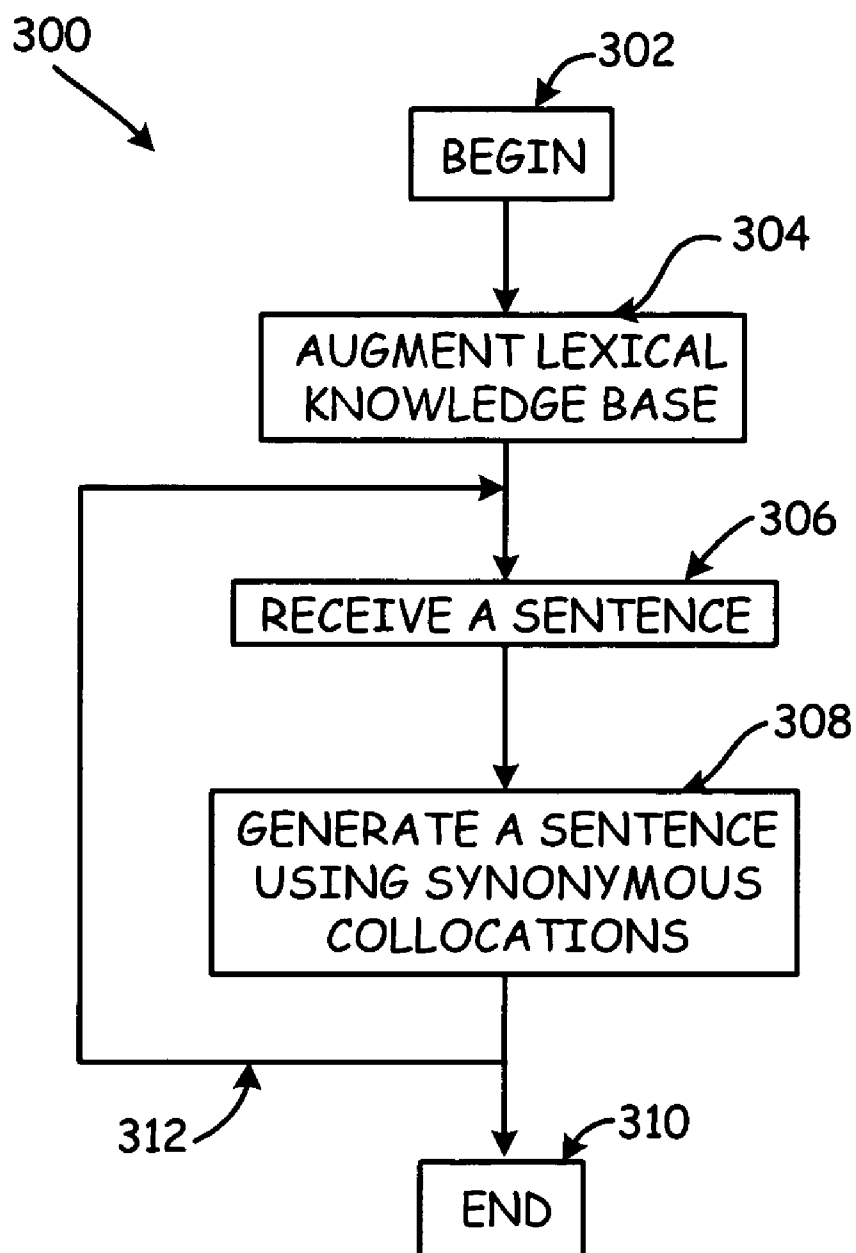 300
302
BEGIN
304
AUGMENT LEXICAL
KNOWLEDGE BASE
306
RECEIVE A SENTENCE
308
GENERATE A SENTENCE
USING SYNONYMOUS
COLLOCATIONS
312
310
END